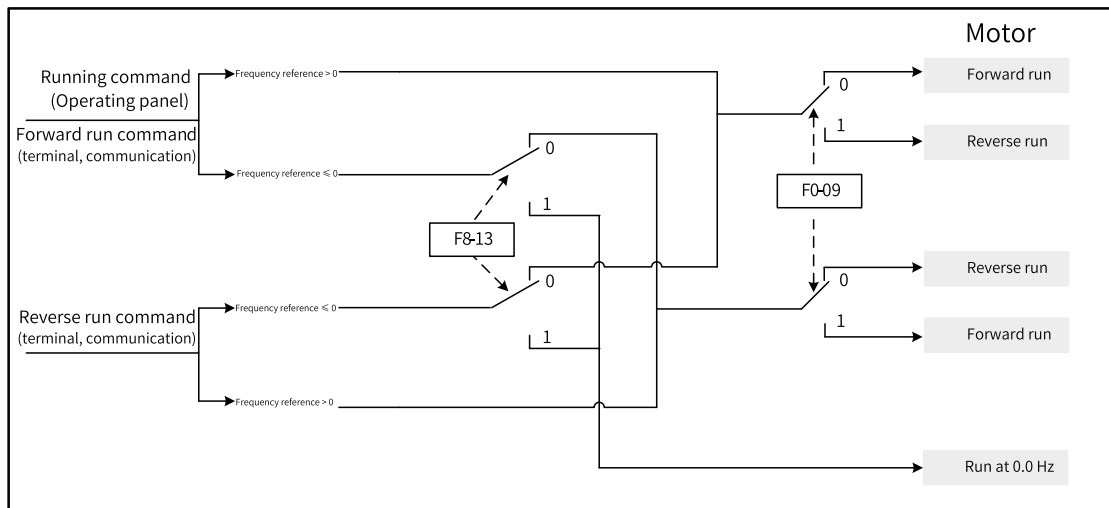 Motor
Running command
(Operating panel)
Forward run command
(terminal, communication)
Frequency reference > 0
0
Forward run
1
Reverse run
Frequency reference ≤ 0
0
1
F8-13
F0-09
Reverse run command
(terminal, communication)
Frequency reference ≤ 0
0
1
0
Reverse run
1
Forward run
Frequency reference > 0
Run at 0.0 Hz